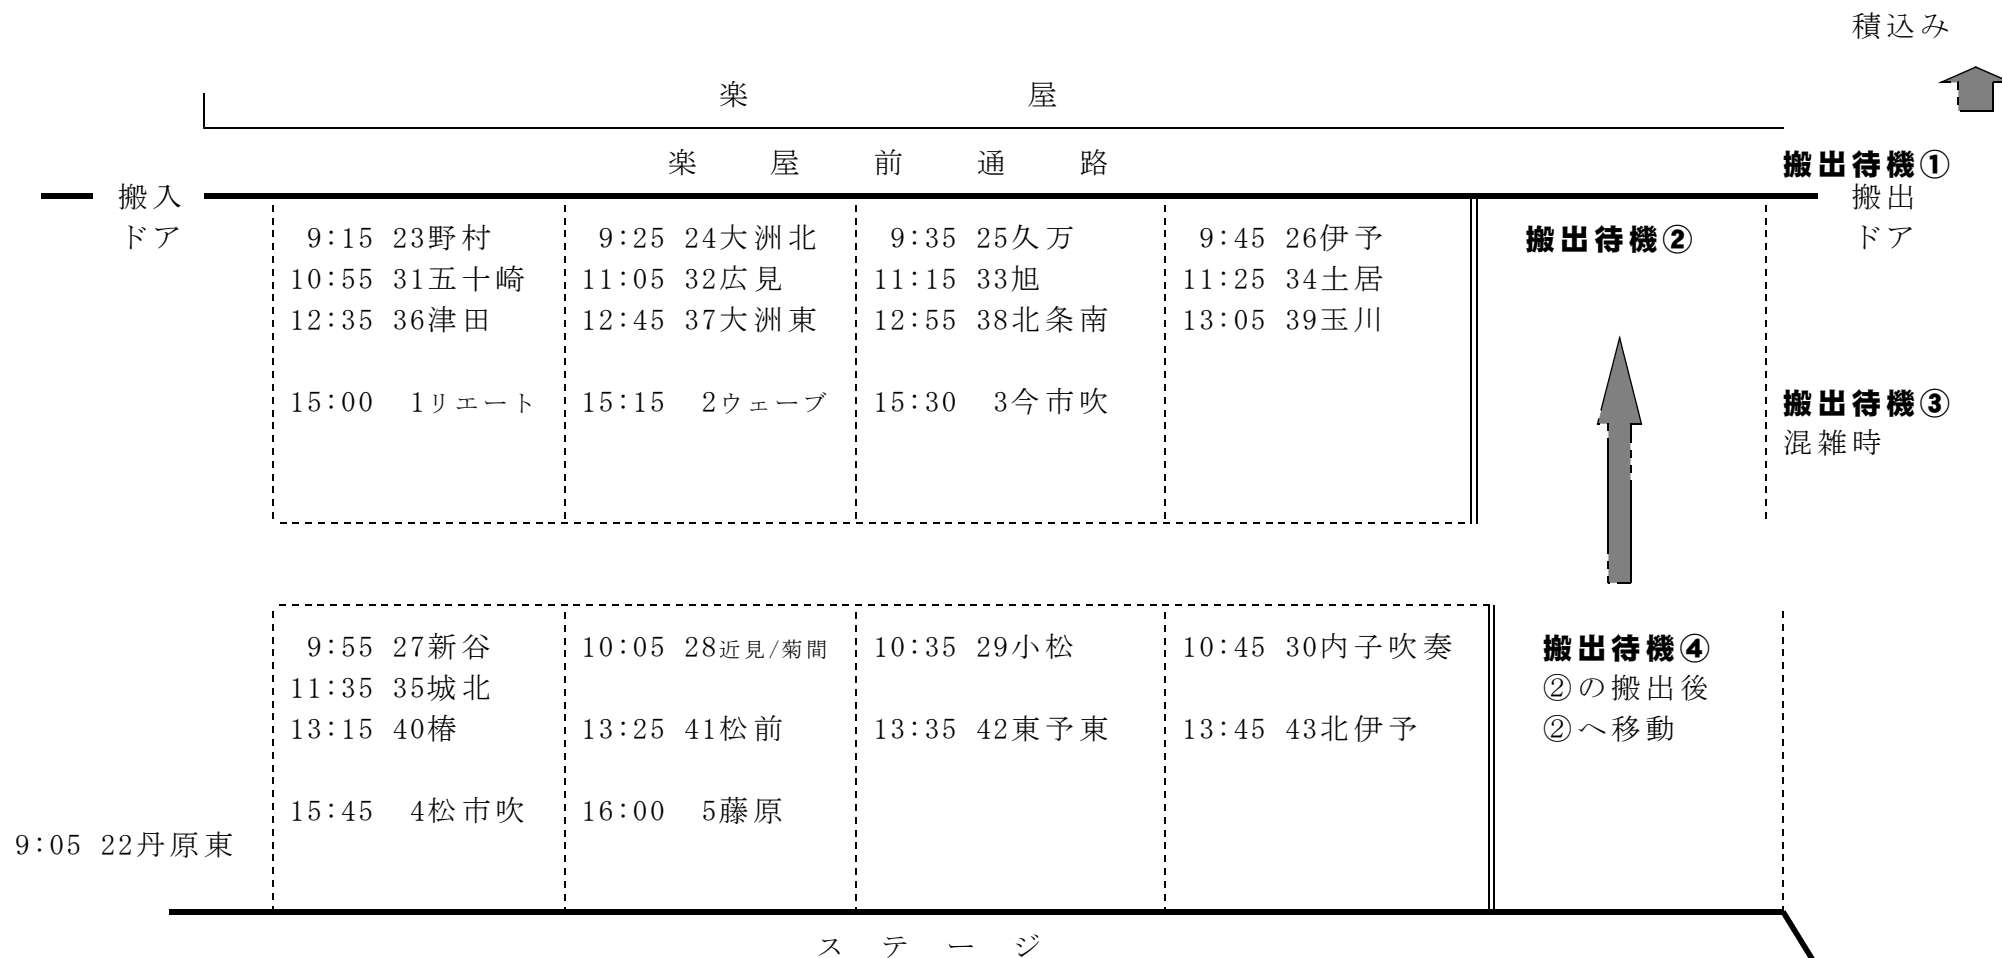 積込み
楽 屋
楽 屋 前 通 路
搬出待機①
搬入
ドア
搬出
ドア
9:15 23野村
10:55 31五十崎
12:35 36津田
15:00 1リエート
9:25 24大洲北
11:05 32広見
12:45 37大洲東
15:15 2ウェーブ
9:35 25久万
11:15 33旭
12:55 38北条南
15:30 3今市吹
9:45 26伊予
11:25 34土居
13:05 39玉川
搬出待機②
搬出待機③
混雑時
9:55 27新谷
11:35 35城北
13:15 40椿
15:45 4松市吹
10:05 28近見/菊間
13:25 41松前
16:00 5藤原
10:35 29小松
13:35 42東予東
10:45 30内子吹奏
13:45 43北伊予
搬出待機④
②の搬出後
②へ移動
9:05 22丹原東
ステージ